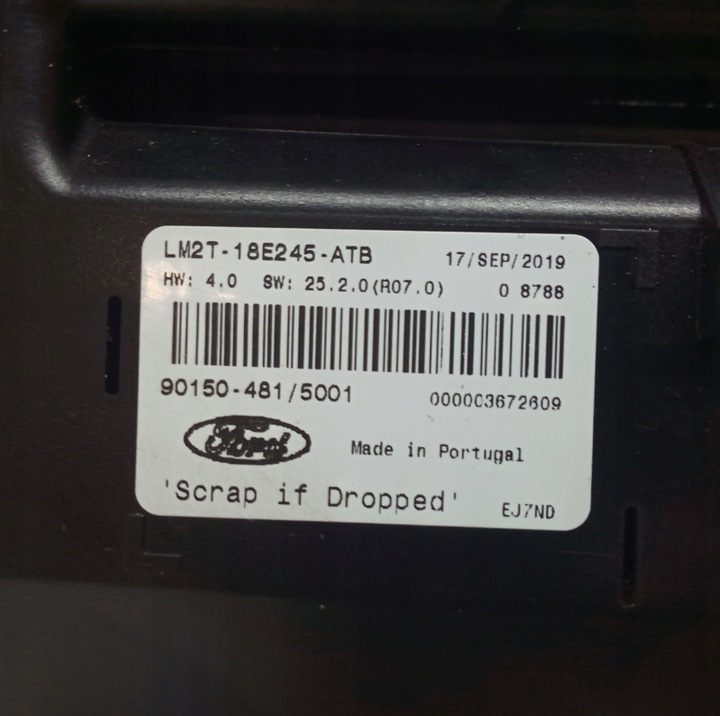 LM2T-18E245-ATB 17/SEP/2019
HW: 4.0 SW: 25.2.0(R07.0) 0 8788
90150-481/5001 000003672609
Ford Made in Portugal
'Scrap if Dropped' EJ7ND